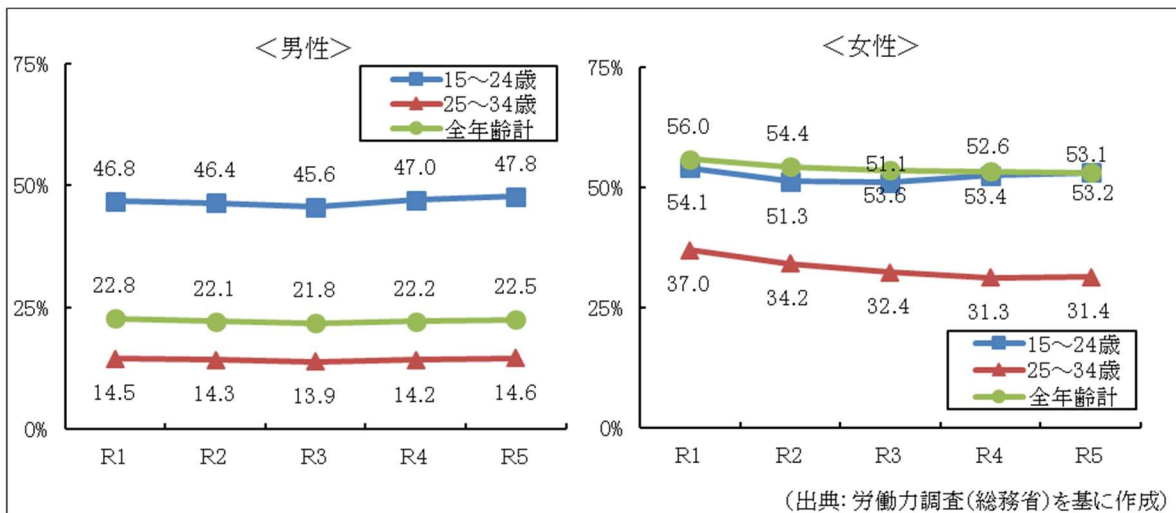 ＜男性＞
75%
50%
25%
0%
15～24歳
25～34歳
全年齢計
46.8 46.4 45.6 47.0 47.8
22.8 22.1 21.8 22.2 22.5
14.5 14.3 13.9 14.2 14.6
R1 R2 R3 R4 R5
＜女性＞
75%
50%
25%
0%
56.0 54.4 51.1 52.6 53.1
54.1 51.3 53.6 53.4 53.2
37.0 34.2 32.4 31.3 31.4
15～24歳
25～34歳
全年齢計
R1 R2 R3 R4 R5
（出典：労働力調査（総務省）を基に作成）